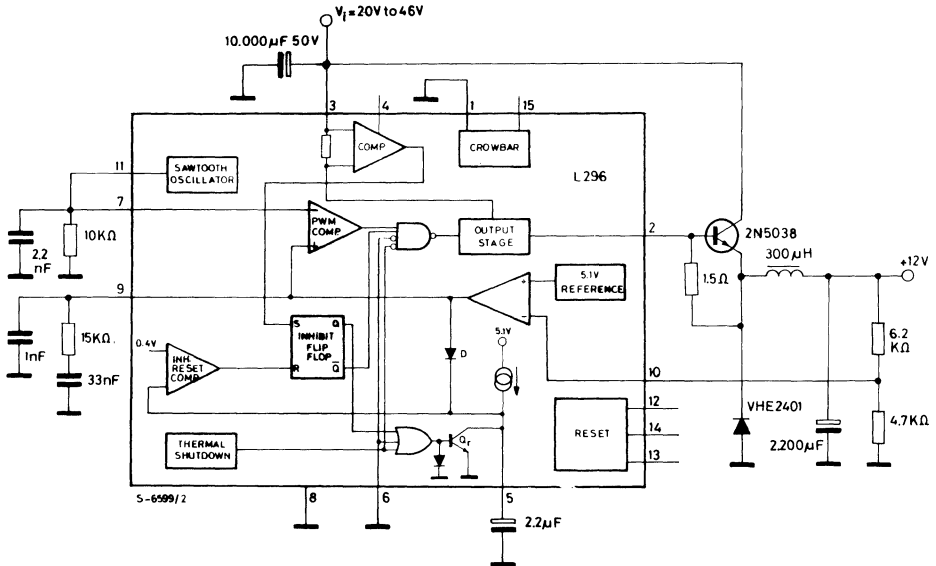 Vi=20V to 46V
10.000µF 50V
3
4
1
15
COMP
CROWBAR
L296
11
SAWTOOTH
OSCILLATOR
7
PWM
COMP
-
+
OUTPUT
STAGE
2
2N5038
300µH
+12V
10KΩ
2,2
nF
1.5Ω
5.1V
REFERENCE
+
-
9
15KΩ.
1nF
33nF
0.4V
INH.
RESET
COMP.
S
Q
INHIBIT
FLIP
FLOP
R
Q̅
D
5.1V
6.2
KΩ
10
12
RESET
14
13
VHE2401
2,200µF
4.7KΩ
THERMAL
SHUTDOWN
Qr
S-6599/2
8
6
5
2.2µF